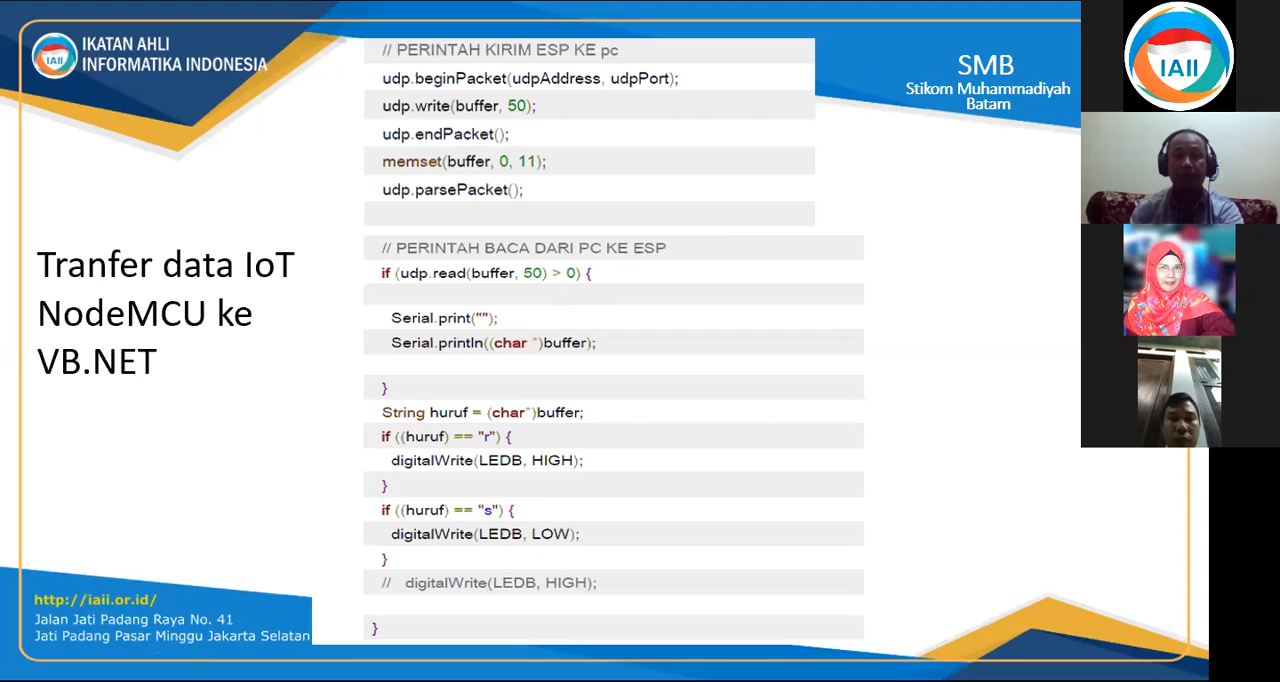 IKATAN AHLI
INFORMATIKA INDONESIA
IAII
SMB
Stikom Muhammadiyah
Batam
IAII
Tranfer data IoT
NodeMCU ke
VB.NET
// PERINTAH KIRIM ESP KE pc
udp.beginPacket(udpAddress, udpPort);
udp.write(buffer, 50);
udp.endPacket();
memset(buffer, 0, 11);
udp.parsePacket();
// PERINTAH BACA DARI PC KE ESP
if (udp.read(buffer, 50) > 0) {
Serial.print("");
Serial.println((char *)buffer);
}
String huruf = (char*)buffer;
if ((huruf) == "r") {
digitalWrite(LEDB, HIGH);
}
if ((huruf) == "s") {
digitalWrite(LEDB, LOW);
}
// digitalWrite(LEDB, HIGH);
}
http://iaii.or.id/
Jalan Jati Padang Raya No. 41
Jati Padang Pasar Minggu Jakarta Selatan